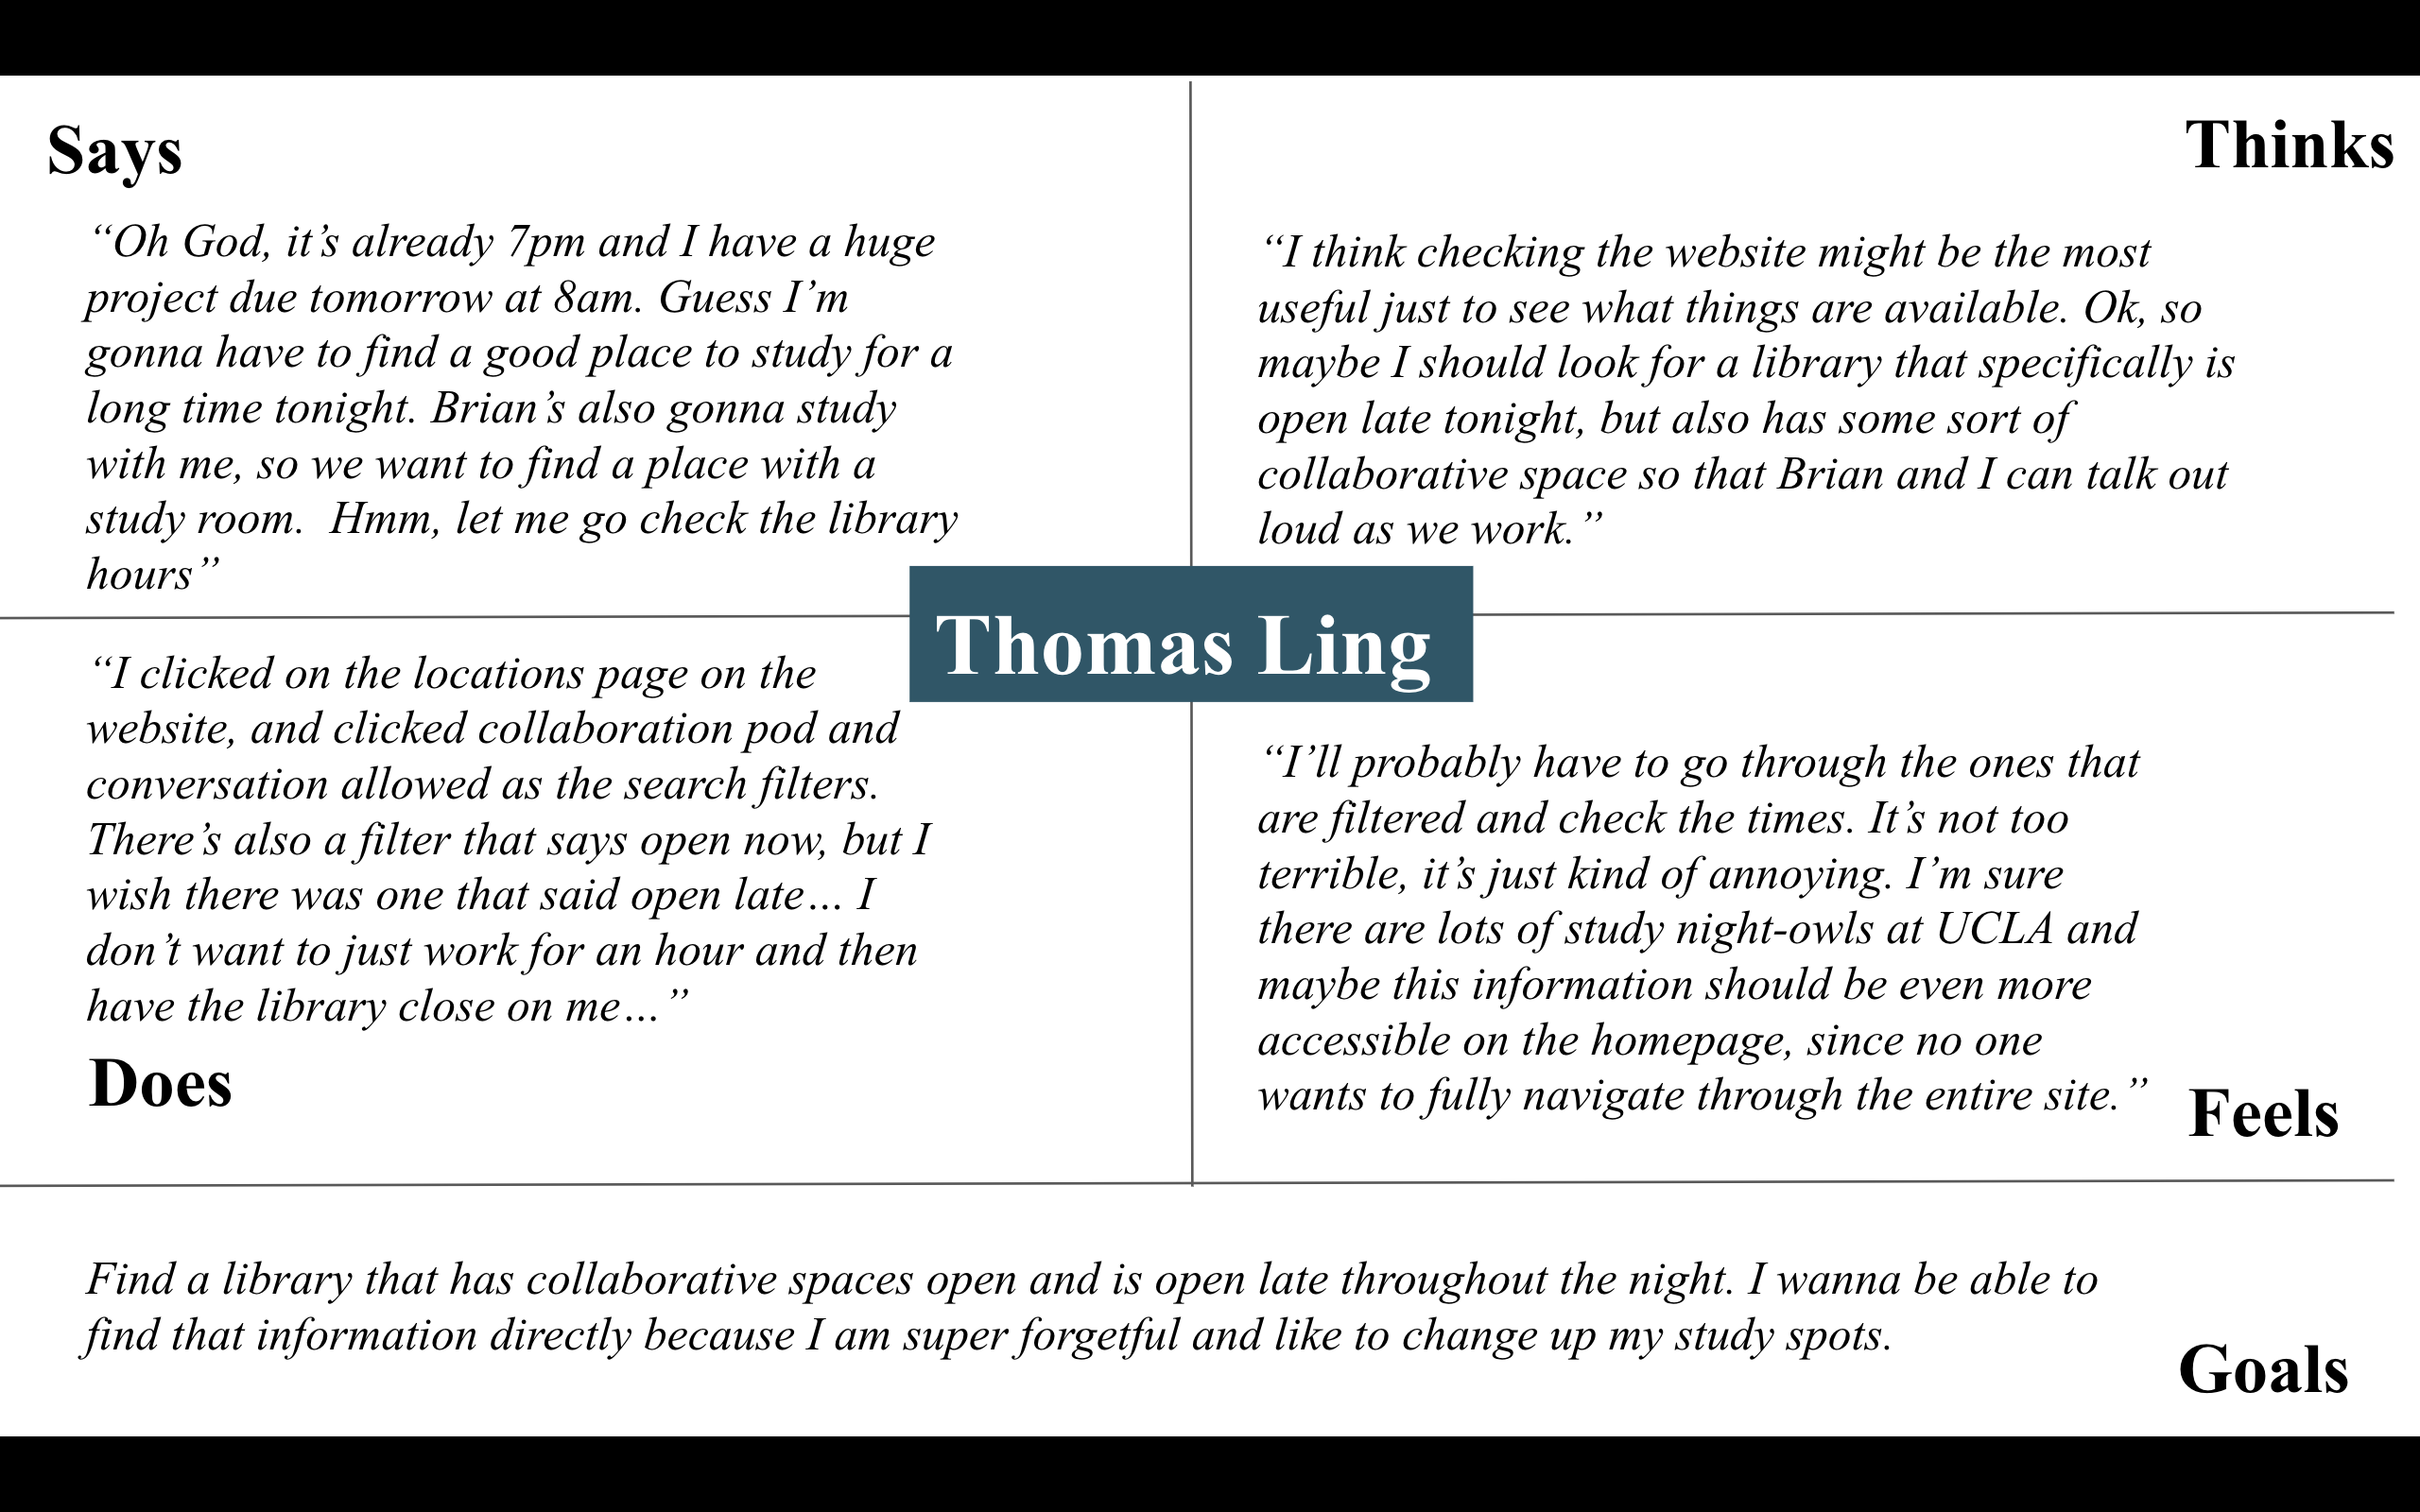 Says
“Oh God, it’s already 7pm and I have a huge
project due tomorrow at 8am. Guess I’m
gonna have to find a good place to study for a
long time tonight. Brian’s also gonna study
with me, so we want to find a place with a
study room.  Hmm, let me go check the library
hours”
Thinks
“I think checking the website might be the most
useful just to see what things are available. Ok, so
maybe I should look for a library that specifically is
open late tonight, but also has some sort of
collaborative space so that Brian and I can talk out
loud as we work.”
Thomas Ling
“I clicked on the locations page on the
website, and clicked collaboration pod and
conversation allowed as the search filters.
There’s also a filter that says open now, but I
wish there was one that said open late… I
don’t want to just work for an hour and then
have the library close on me…”
Does
“I’ll probably have to go through the ones that
are filtered and check the times. It’s not too
terrible, it’s just kind of annoying. I’m sure
there are lots of study night-owls at UCLA and
maybe this information should be even more
accessible on the homepage, since no one
wants to fully navigate through the entire site.”
Feels
Find a library that has collaborative spaces open and is open late throughout the night. I wanna be able to
find that information directly because I am super forgetful and like to change up my study spots.
Goals